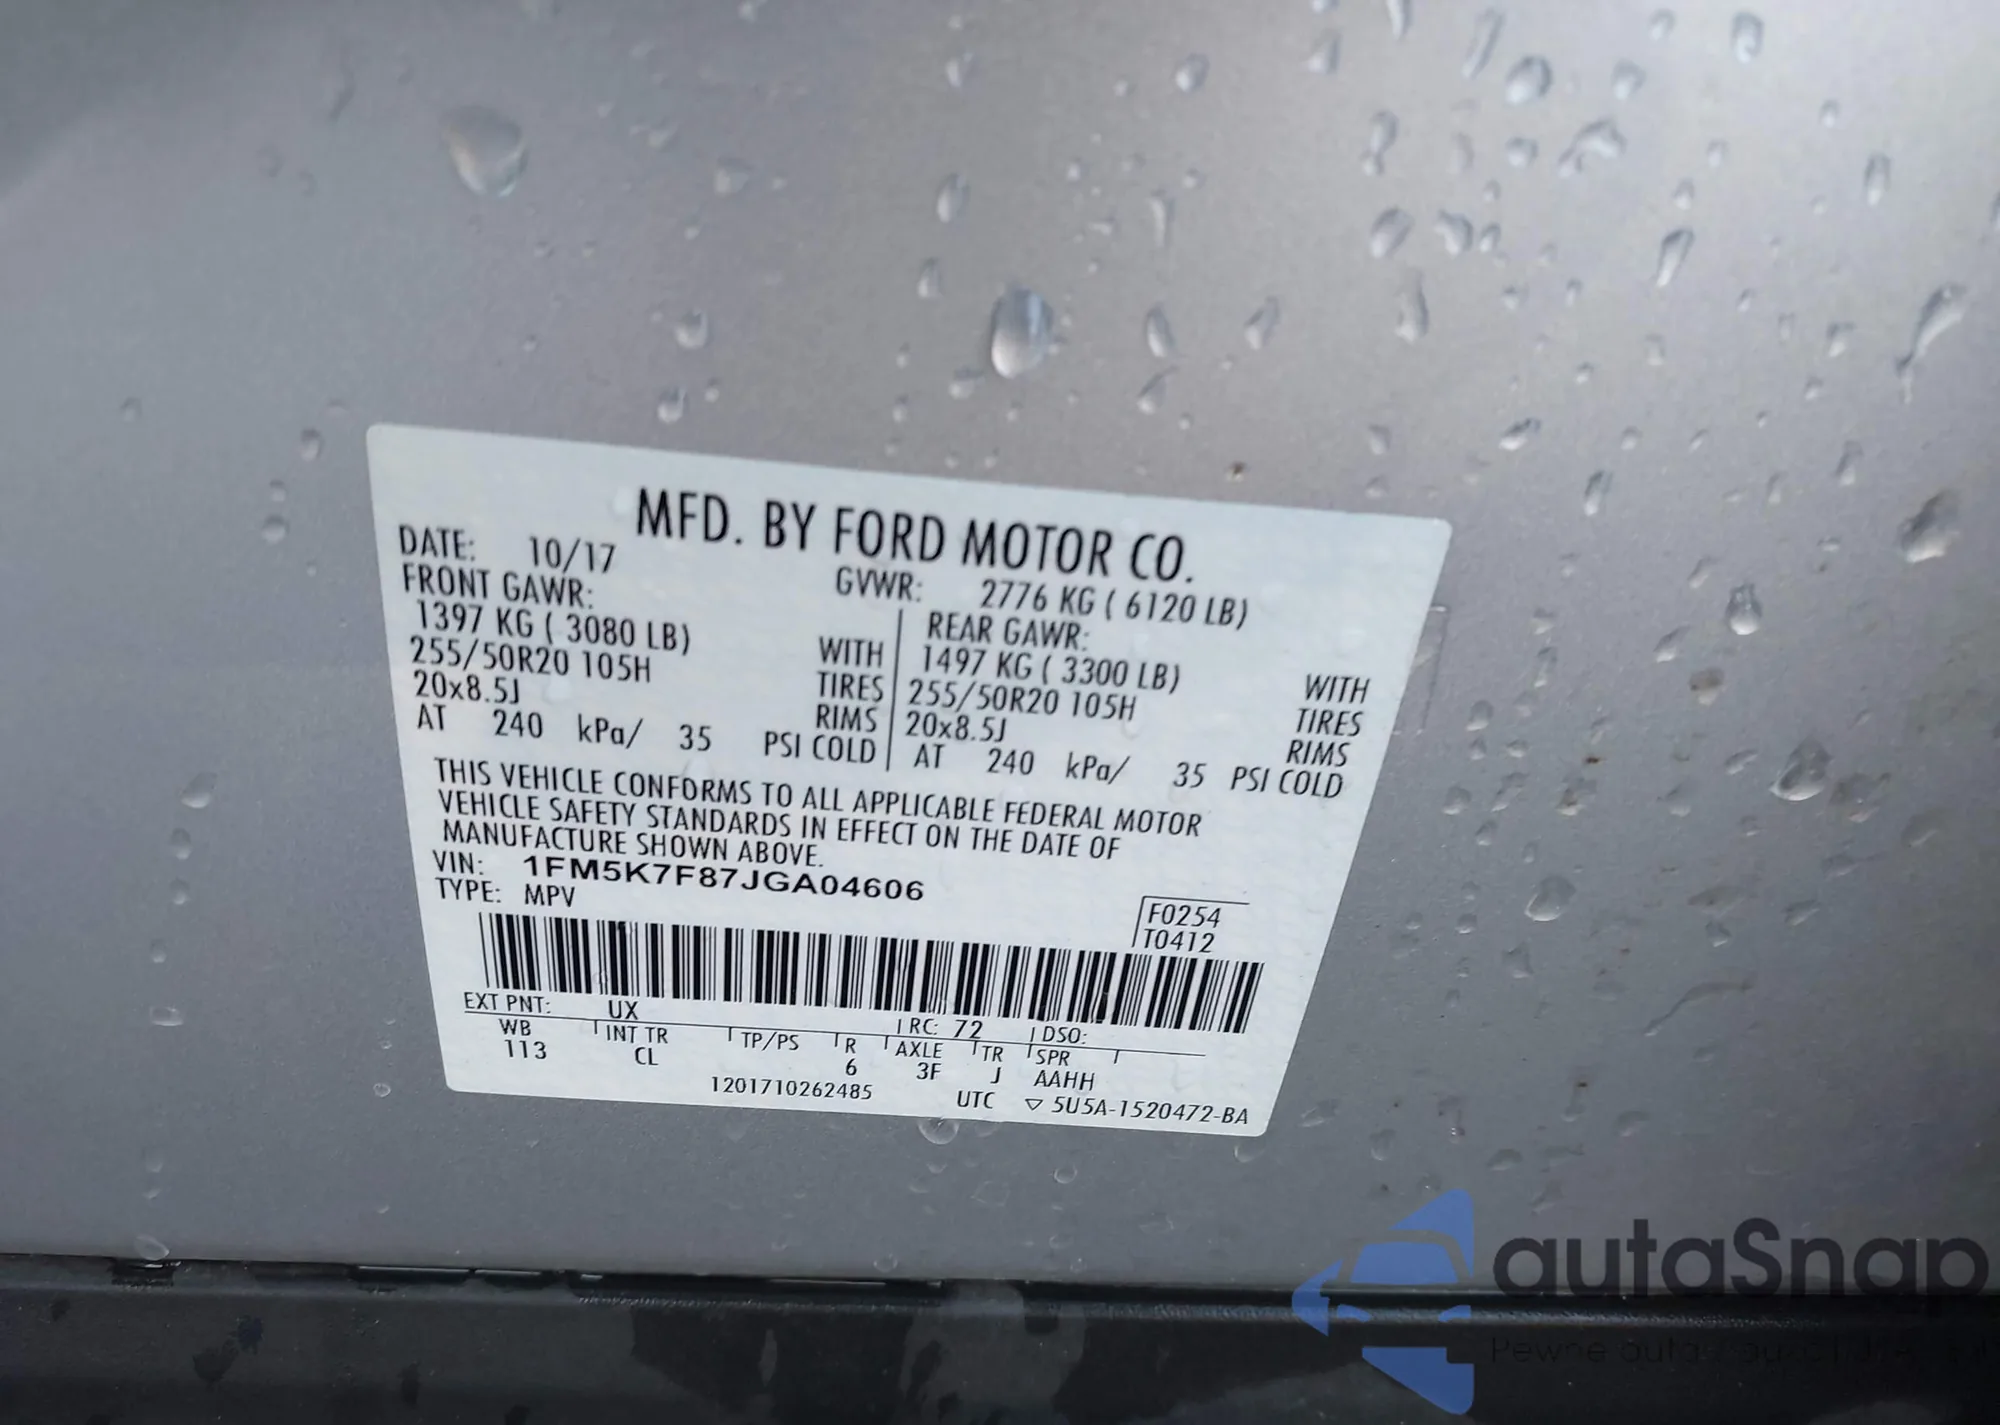 MFD. BY FORD MOTOR CO.
DATE: 10/17 GVWR: 2776 KG ( 6120 LB)
FRONT GAWR: REAR GAWR:
1397 KG ( 3080 LB) WITH 1497 KG ( 3300 LB) WITH
255/50R20 105H TIRES 255/50R20 105H TIRES
20x8.5J RIMS 20x8.5J RIMS
AT 240 kPa/ 35 PSI COLD AT 240 kPa/ 35 PSI COLD
THIS VEHICLE CONFORMS TO ALL APPLICABLE FEDERAL MOTOR
VEHICLE SAFETY STANDARDS IN EFFECT ON THE DATE OF
MANUFACTURE SHOWN ABOVE.
VIN: 1FM5K7F87JGA04606
TYPE: MPV
F0254
T0412
EXT PNT: UX RC: 72 DSO:
WB INT TR TP/PS R AXLE TR SPR
113 CL 6 3F J AAHH
1201710262485 UTC ▽ 5U5A-1520472-BA
autaSnap
Pewne auta